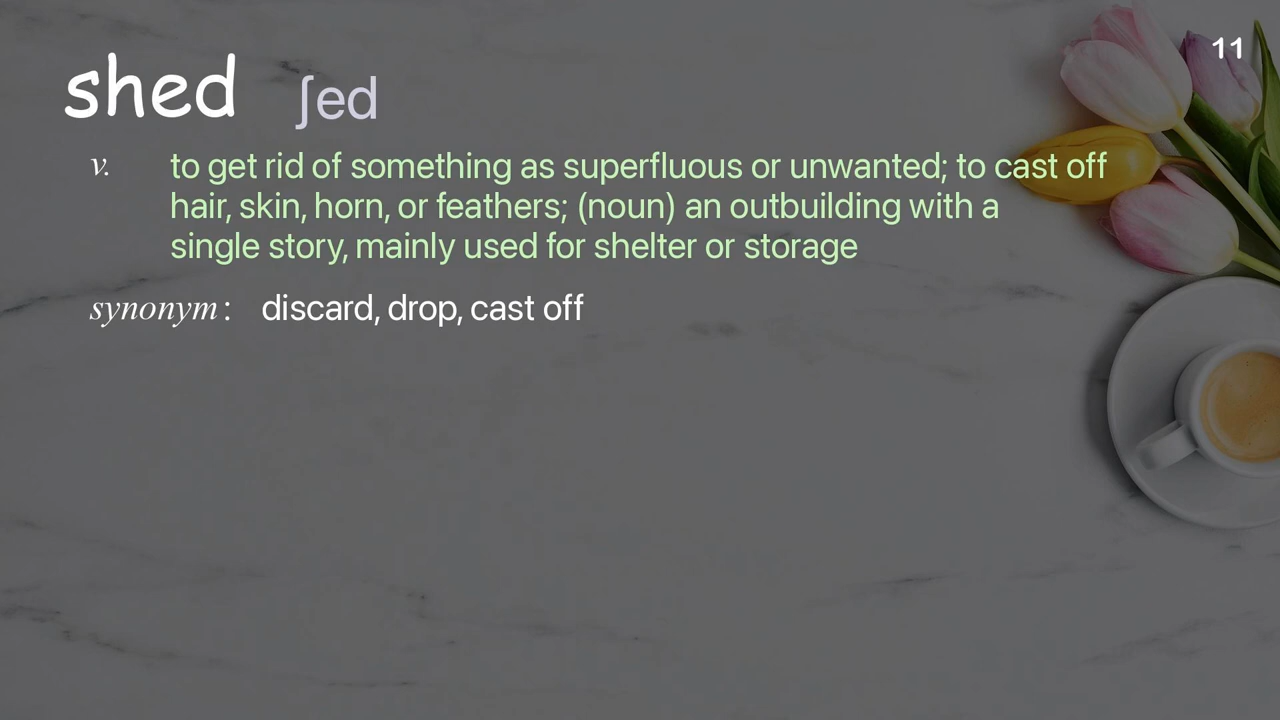 11
shed ʃed
v. to get rid of something as superfluous or unwanted; to cast off
hair, skin, horn, or feathers; (noun) an outbuilding with a
single story, mainly used for shelter or storage
synonym : discard, drop, cast off